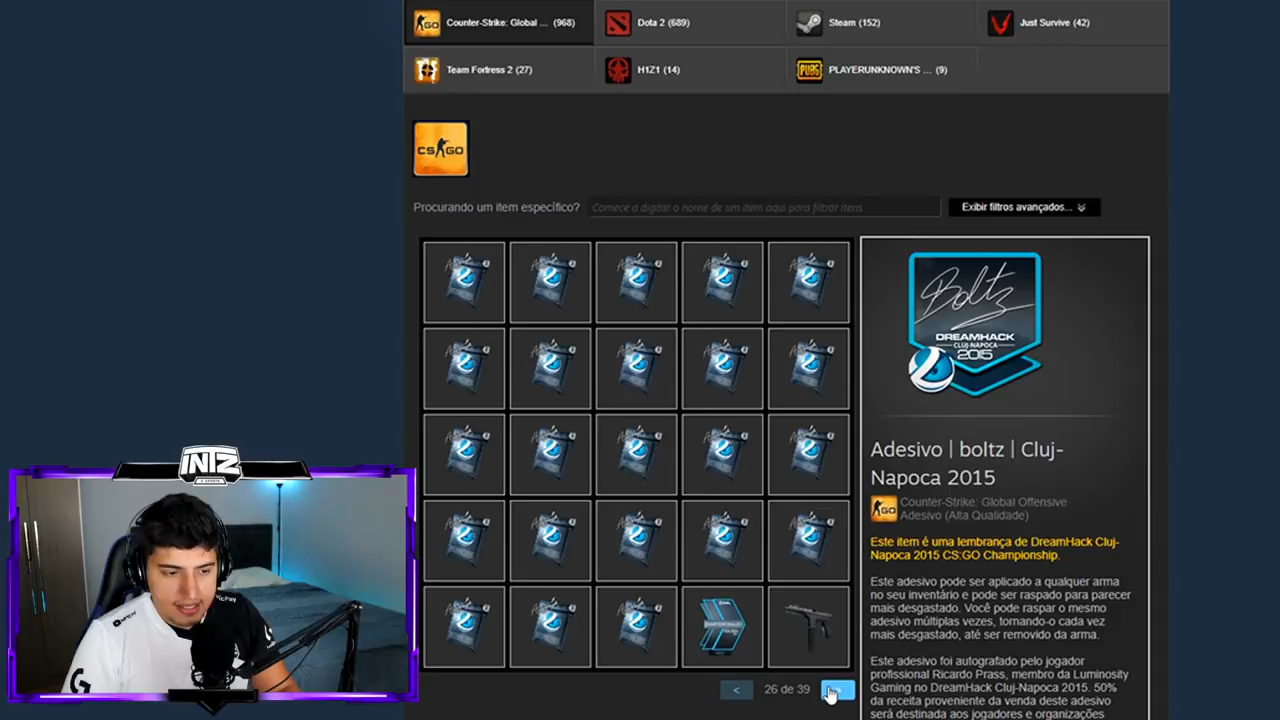 Counter-Strike: Global ... (968)
Dota 2 (689)
Steam (152)
Just Survive (42)
Team Fortress 2 (27)
H1Z1 (14)
PUBG
PLAYERUNKNOWN'S ... (9)
CS GO
Procurando um item específico?
Comece a digitar o nome de um item aqui para filtrar itens
Exibir filtros avançados...
Boltz
DREAMHACK
CLUJ-NAPOCA
2015
Adesivo | boltz | Cluj-
Napoca 2015
Counter-Strike: Global Offensive
Adesivo (Alta Qualidade)
Este item é uma lembrança de DreamHack Cluj-
Napoca 2015 CS:GO Championship.
Este adesivo pode ser aplicado a qualquer arma
no seu inventário e pode ser raspado para parecer
mais desgastado. Você pode raspar o mesmo
adesivo múltiplas vezes, tornando-o cada vez
mais desgastado, até ser removido da arma.
Este adesivo foi autografado pelo jogador
profissional Ricardo Prass, membro da Luminosity
Gaming no DreamHack Cluj-Napoca 2015. 50%
da receita proveniente da venda deste adesivo
será destinada aos jogadores e organizações
< 26 de 39
INTZ